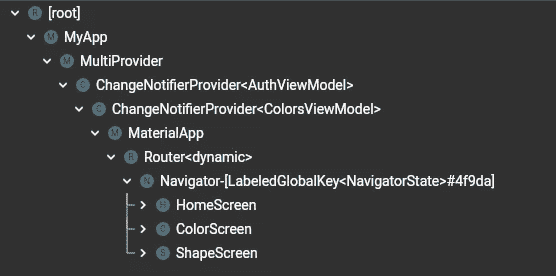 R [root]
M MyApp
M MultiProvider
C ChangeNotifierProvider<AuthViewModel>
C ChangeNotifierProvider<ColorsViewModel>
M MaterialApp
R Router<dynamic>
N Navigator-[LabeledGlobalKey<NavigatorState>#4f9da]
H HomeScreen
C ColorScreen
S ShapeScreen